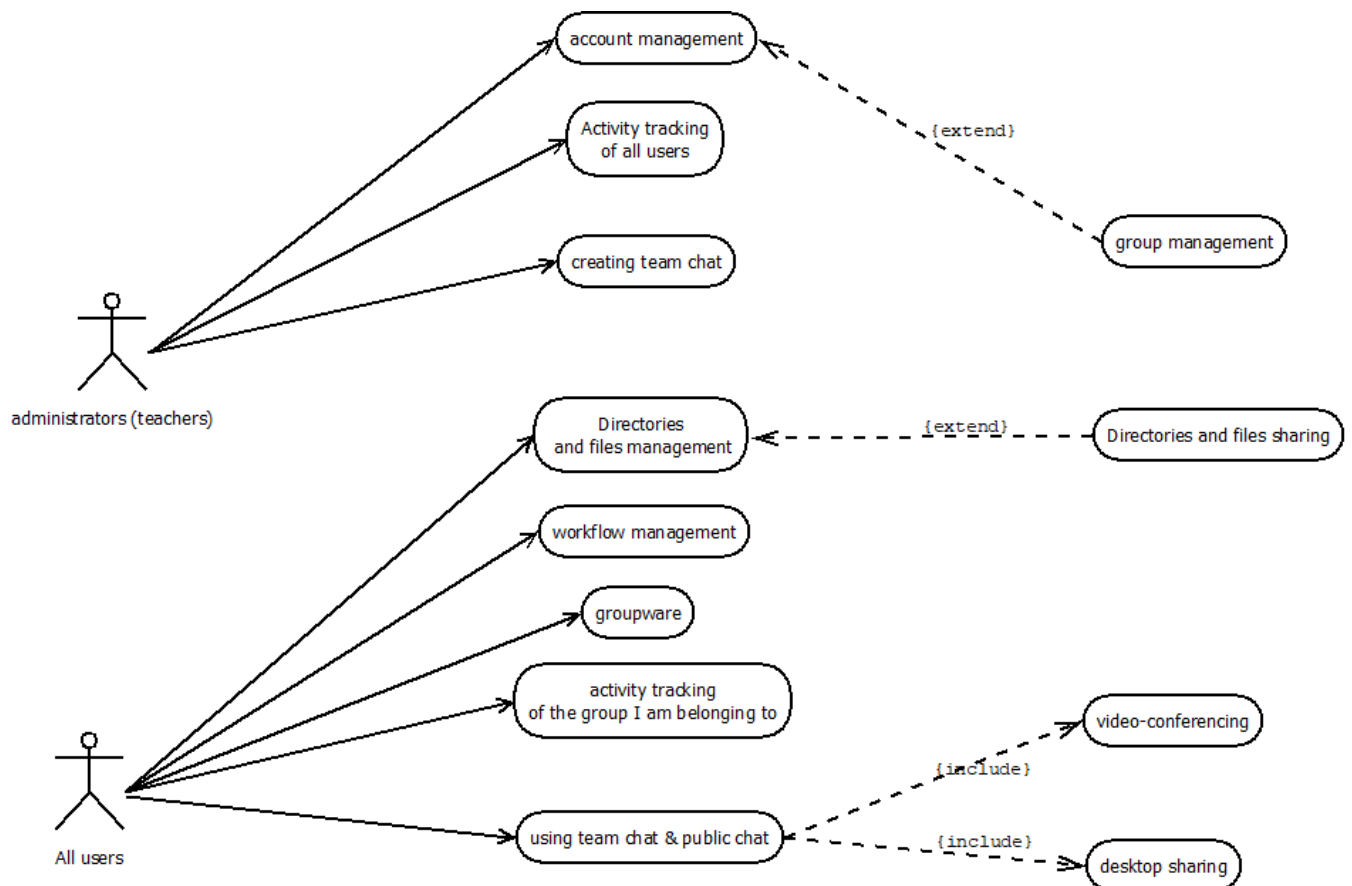 account management
Activity tracking
of all users
{extend}
group management
creating team chat
administrators (teachers)
Directories
and files management
{extend}
Directories and files sharing
workflow management
groupware
activity tracking
of the group I am belonging to
video-conferencing
{include}
using team chat & public chat
{include}
desktop sharing
All users